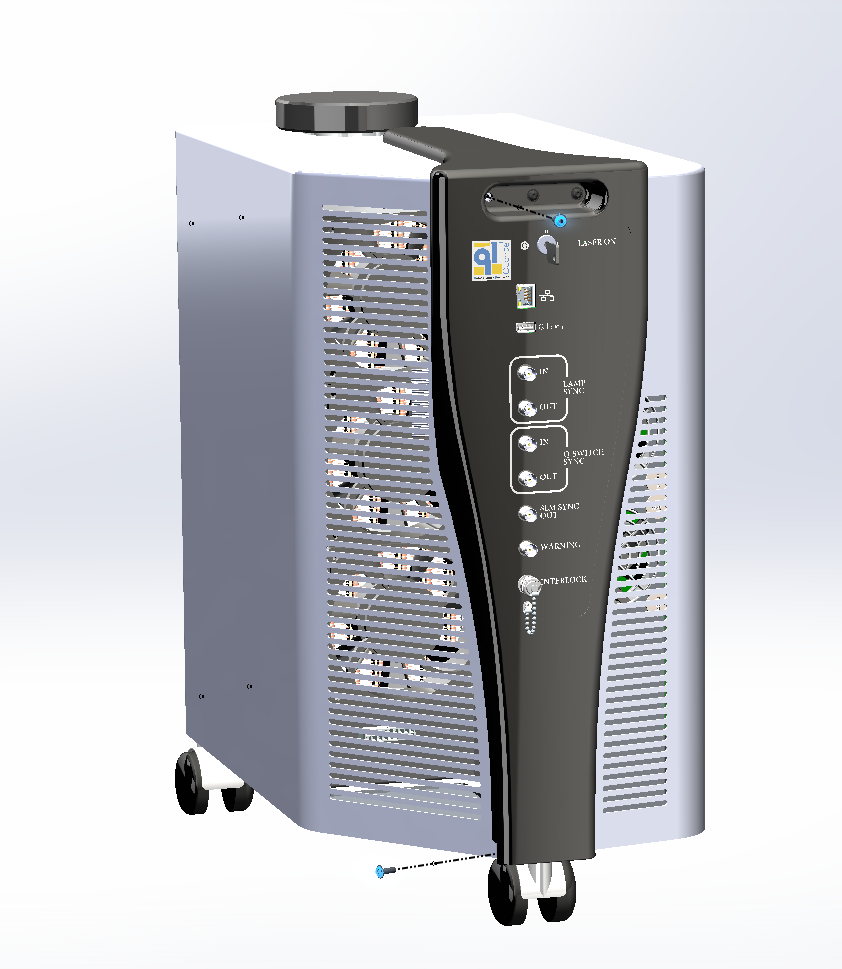 LASER ON
IN
LAMP
SYNC
OUT
IN
Q SWITCH
SYNC
OUT
SLM SYNC
OUT
WARNING
INTERLOCK